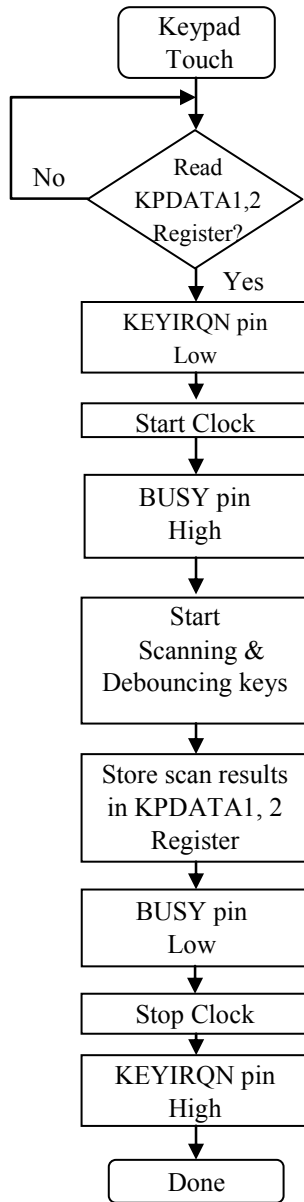 Keypad
Touch
No
Read
KPDATA1,2
Register?
Yes
KEYIRQN pin
Low
Start Clock
BUSY pin
High
Start
Scanning &
Debouncing keys
Store scan results
in KPDATA1, 2
Register
BUSY pin
Low
Stop Clock
KEYIRQN pin
High
Done